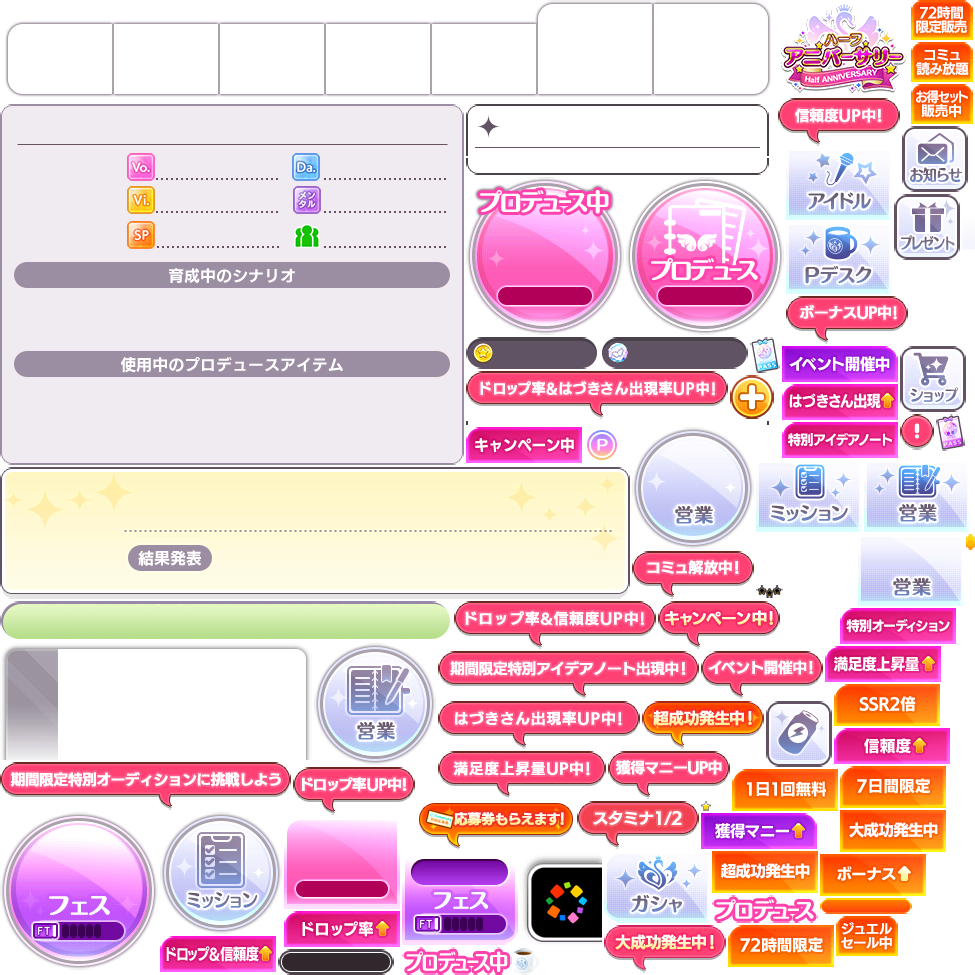 ハーフ
アニバーサリー
Half ANNIVERSARY
72時間
限定販売
コミュ
読み放題
お得セット
販売中
信頼度UP中!
お知らせ
アイドル
プレゼント
Pデスク
Vo.
Da.
Vi.
メン
タル
SP
育成中のシナリオ
使用中のプロデュースアイテム
プロデュース中
プロデュース
ボーナスUP中!
PASS
イベント開催中
ショップ
はづきさん出現
特別アイデアノート
PASS
ドロップ率&はづきさん出現率UP中!
キャンペーン中
P
営業
ミッション
営業
営業
結果発表
コミュ解放中!
ドロップ率&信頼度UP中!
キャンペーン中!
特別オーディション
期間限定特別アイデアノート出現中!
イベント開催中!
満足度上昇量
営業
はづきさん出現率UP中!
超成功発生中!
SSR2倍
信頼度
満足度上昇量UP中!
獲得マニーUP中
期間限定特別オーディションに挑戦しよう
ドロップ率UP中!
1日1回無料
7日間限定
応募券もらえます!
スタミナ1/2
獲得マニー
大成功発生中
フェス
FT
ミッション
フェス
FT
ガシャ
超成功発生中
ボーナス
プロデュース
ドロップ率
ドロップ&信頼度
プロデュース中
大成功発生中!
72時間限定
ジュエル
セール中